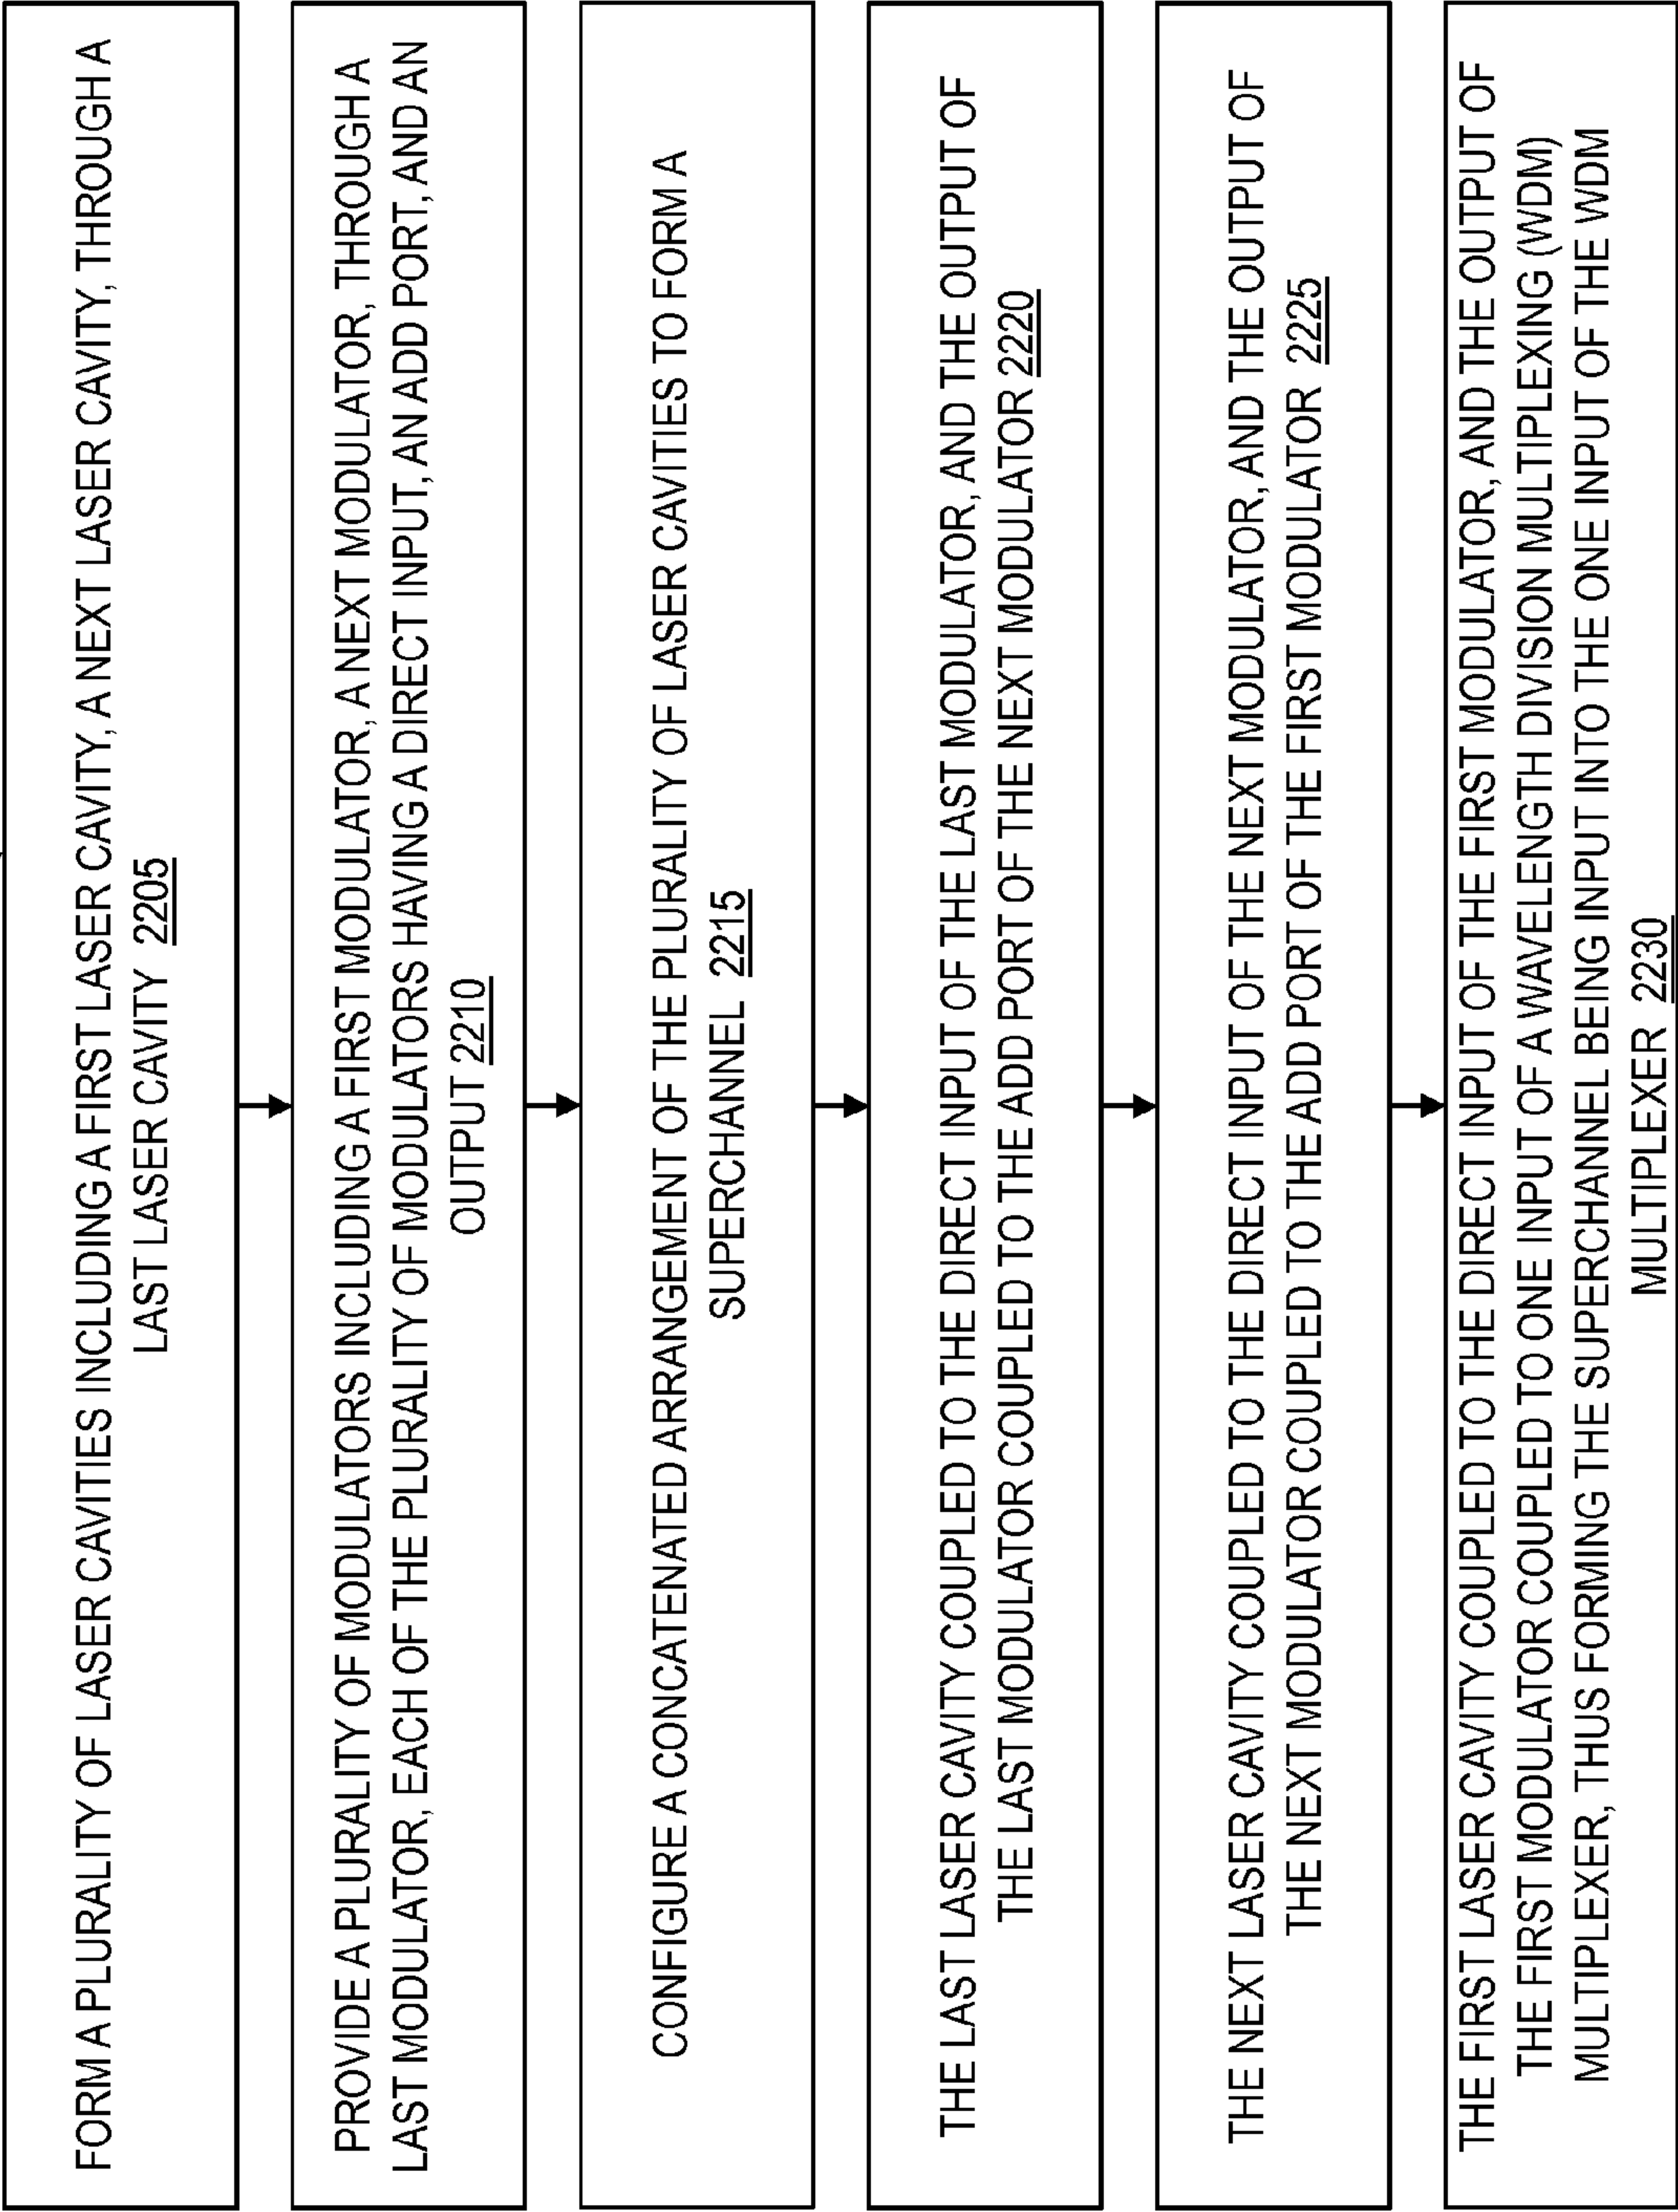 FORM A PLURALITY OF LASER CAVITIES INCLUDING A FIRST LASER CAVITY, A NEXT LASER CAVITY, THROUGH A
LAST LASER CAVITY 2205
PROVIDE A PLURALITY OF MODULATORS INCLUDING A FIRST MODULATOR, A NEXT MODULATOR, THROUGH A
LAST MODULATOR, EACH OF THE PLURALITY OF MODULATORS HAVING A DIRECT INPUT, AN ADD PORT, AND AN
OUTPUT 2210
CONFIGURE A CONCATENATED ARRANGEMENT OF THE PLURALITY OF LASER CAVITIES TO FORM A
SUPERCHANNEL 2215
THE LAST LASER CAVITY COUPLED TO THE DIRECT INPUT OF THE LAST MODULATOR, AND THE OUTPUT OF
THE LAST MODULATOR COUPLED TO THE ADD PORT OF THE NEXT MODULATOR 2220
THE NEXT LASER CAVITY COUPLED TO THE DIRECT INPUT OF THE NEXT MODULATOR, AND THE OUTPUT OF
THE NEXT MODULATOR COUPLED TO THE ADD PORT OF THE FIRST MODULATOR 2225
THE FIRST LASER CAVITY COUPLED TO THE DIRECT INPUT OF THE FIRST MODULATOR, AND THE OUTPUT OF
THE FIRST MODULATOR COUPLED TO ONE INPUT OF A WAVELENGTH DIVISION MULTIPLEXING (WDM)
MULTIPLEXER, THUS FORMING THE SUPERCHANNEL BEING INPUT INTO THE ONE INPUT OF THE WDM
MULTIPLEXER 2230